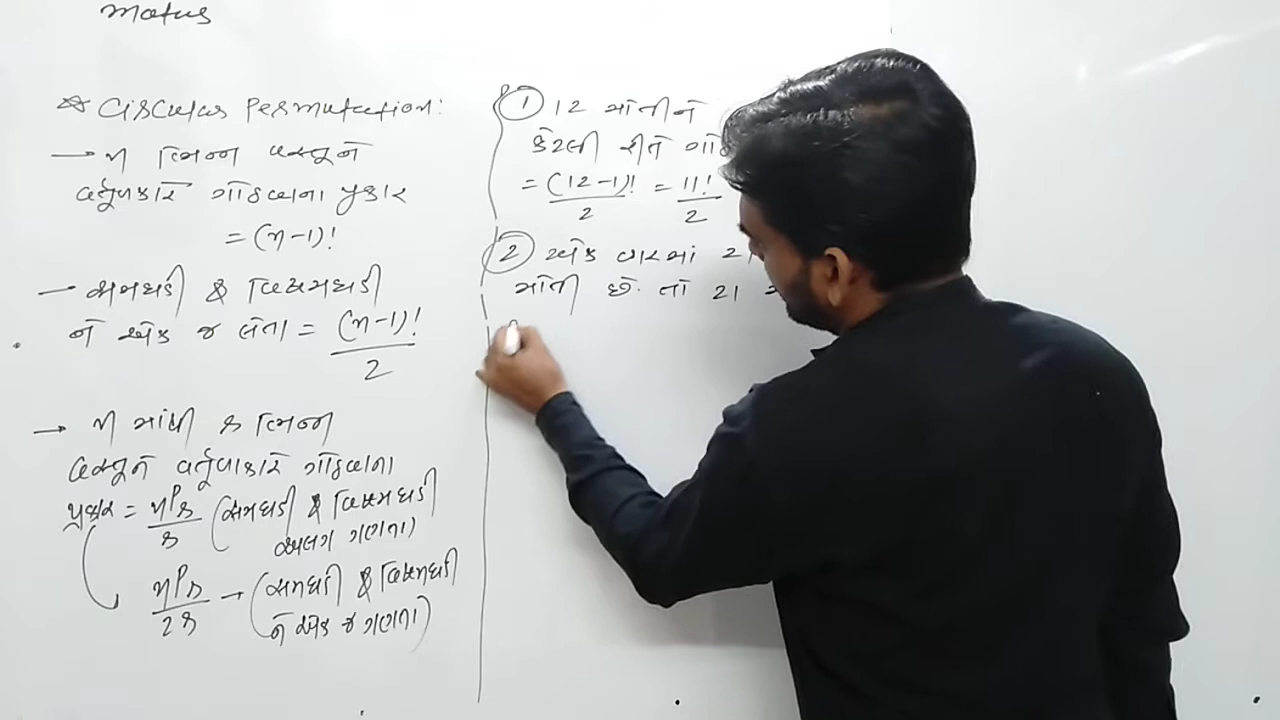 * Circular Permutation:
→ n ભિન્ન વસ્તુને
વર્તુળાકારે ગોઠવવાના પ્રકાર
= (n-1)!
→ સમઘડી & વિષમઘડી
ને એક જ લેતા = (n-1)!/2
→ n માંથી r ભિન્ન
વસ્તુને વર્તુળાકારે ગોઠવવાના
પ્રકાર = nPr/r (સમઘડી & વિષમઘડી
અલગ ગણતા)
nPr/2r → (સમઘડી & વિષમઘડી
ને એક જ ગણતા)
① 12 મોતીને
કેટલી રીતે
= (12-1)!/2 = 11!/2
② એક હારમાં 21
મોતી છે. તો 21